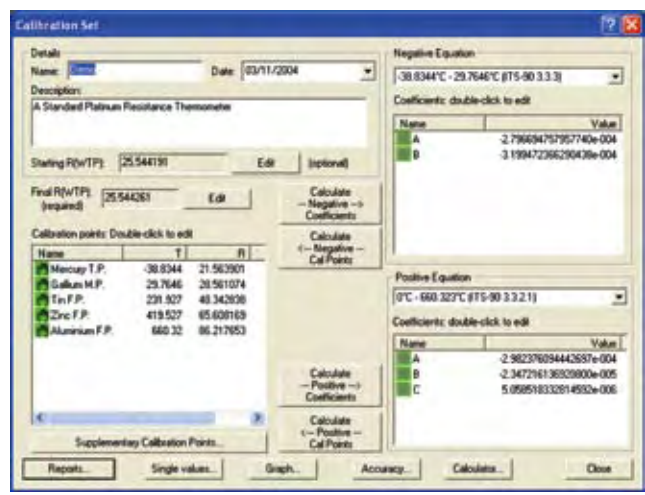 Calibration Set
Details
Name: Demo Date: 03/11/2004
Description:
A Standard Platinum Resistance Thermometer
Starting R(WTP): 25.544191 Edit (optional)
Final R(WTP): (required) 25.544261 Edit
Calibration points: Double-click to edit
Name T R
Mercury T.P. -38.8344 21.563901
Gallium M.P. 29.7646 28.561074
Tin F.P. 231.927 48.342838
Zinc F.P. 419.527 65.608169
Aluminium F.P. 660.32 86.217653
Supplementary Calibration Points...
Calculate
-- Negative -->
Coefficients
Calculate
<-- Negative --
Cal Points
Calculate
-- Positive -->
Coefficients
Calculate
<-- Positive --
Cal Points
Negative Equation
-38.8344°C - 29.7646°C (ITS-90 3.3.3)
Coefficients: double-click to edit
Name Value
A -2.796694757957740e-004
B -3.199472366290439e-004
Positive Equation
0°C - 660.323°C (ITS-90 3.3.2.1)
Coefficients: double-click to edit
Name Value
A -2.982376094442697e-004
B -2.347216136920800e-005
C 5.058518332814592e-006
Reports... Single values... Graph... Accuracy... Calculator... Close